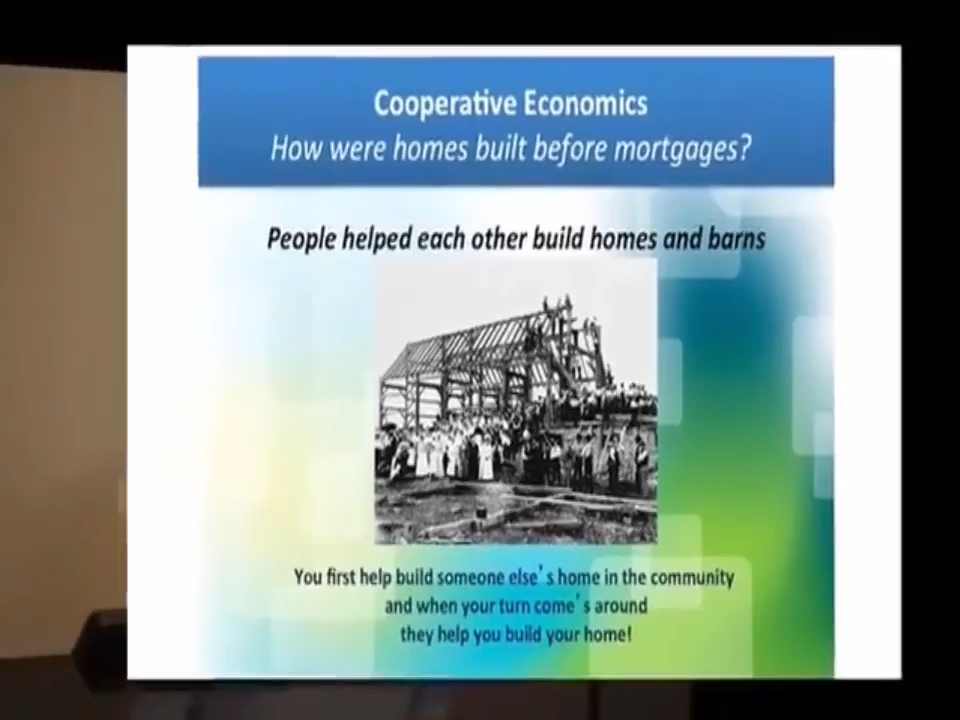 Cooperative Economics
How were homes built before mortgages?
People helped each other build homes and barns
You first help build someone else's home in the community
and when your turn come's around
they help you build your home!